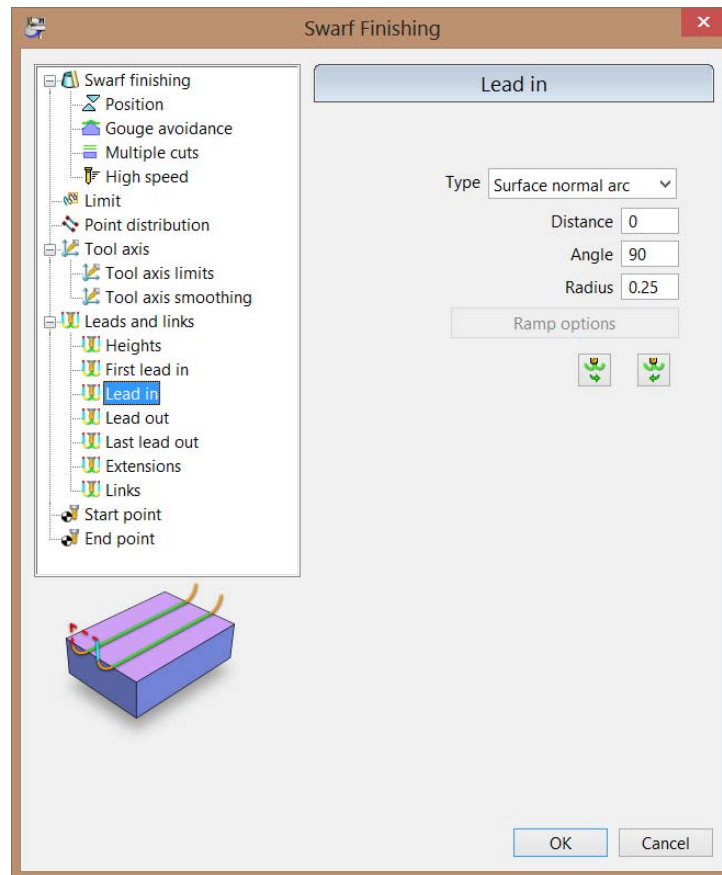 Swarf Finishing
Swarf finishing
Position
Gouge avoidance
Multiple cuts
High speed
Limit
Point distribution
Tool axis
Tool axis limits
Tool axis smoothing
Leads and links
Heights
First lead in
Lead in
Lead out
Last lead out
Extensions
Links
Start point
End point
Lead in
Type Surface normal arc
Distance 0
Angle 90
Radius 0.25
Ramp options
OK Cancel